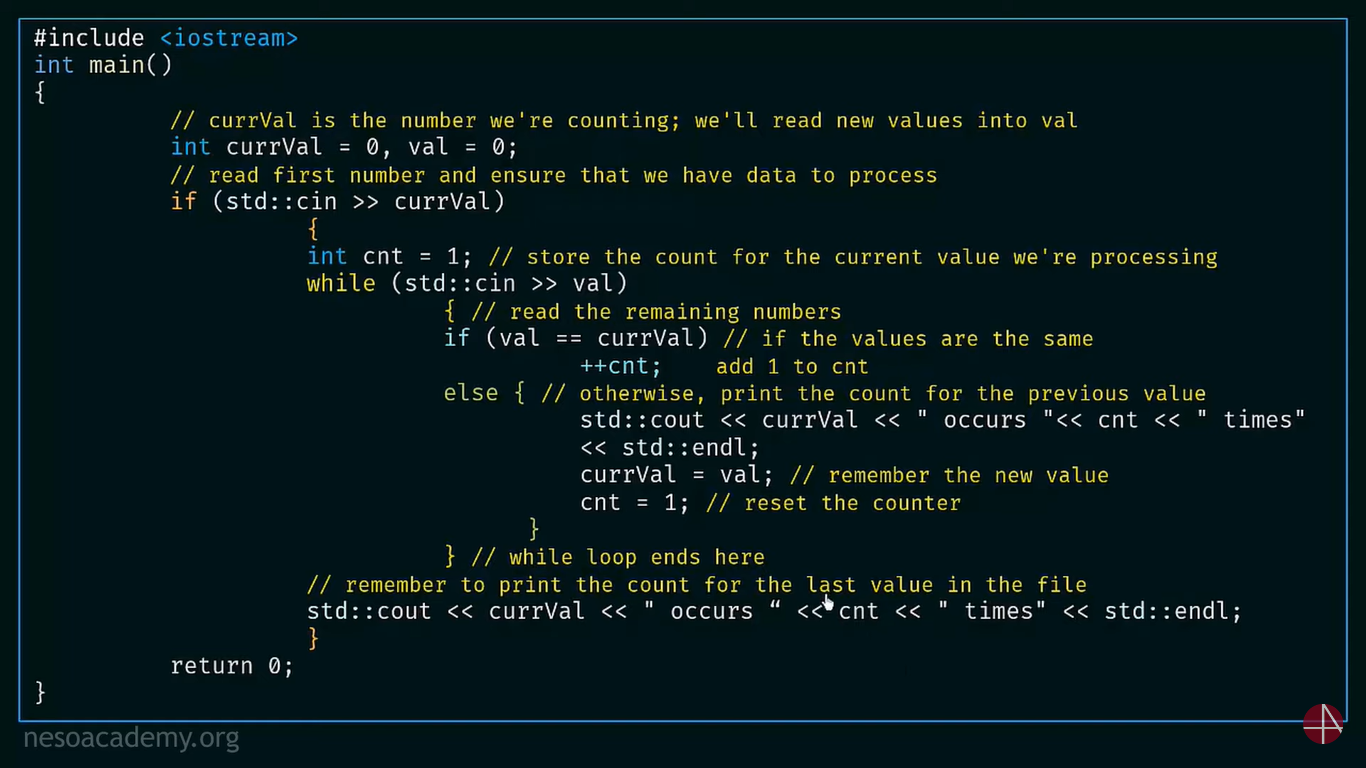 #include <iostream>
int main()
{
// currVal is the number we're counting; we'll read new values into val
int currVal = 0, val = 0;
// read first number and ensure that we have data to process
if (std::cin >> currVal)
{
int cnt = 1; // store the count for the current value we're processing
while (std::cin >> val)
{ // read the remaining numbers
if (val == currVal) // if the values are the same
++cnt; add 1 to cnt
else { // otherwise, print the count for the previous value
std::cout << currVal << " occurs "<< cnt << " times"
<< std::endl;
currVal = val; // remember the new value
cnt = 1; // reset the counter
}
} // while loop ends here
// remember to print the count for the last value in the file
std::cout << currVal << " occurs “ << cnt << " times" << std::endl;
}
return 0;
}
nesoacademy.org